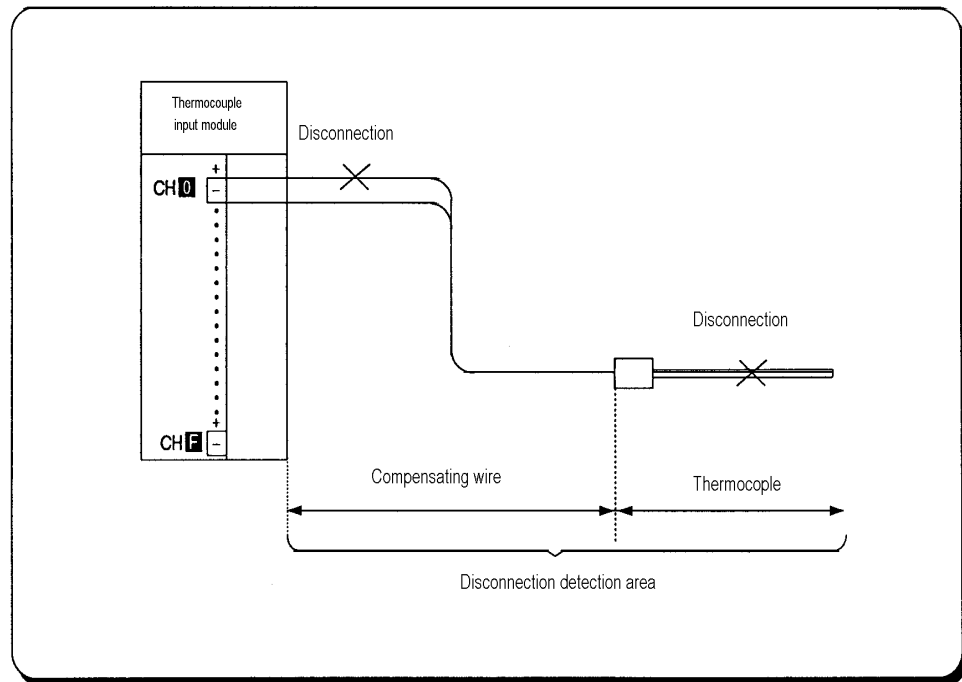 Thermocouple
input module
Disconnection
+
CH 0 −
Disconnection
+
CH F −
Compensating wire
Thermocople
Disconnection detection area